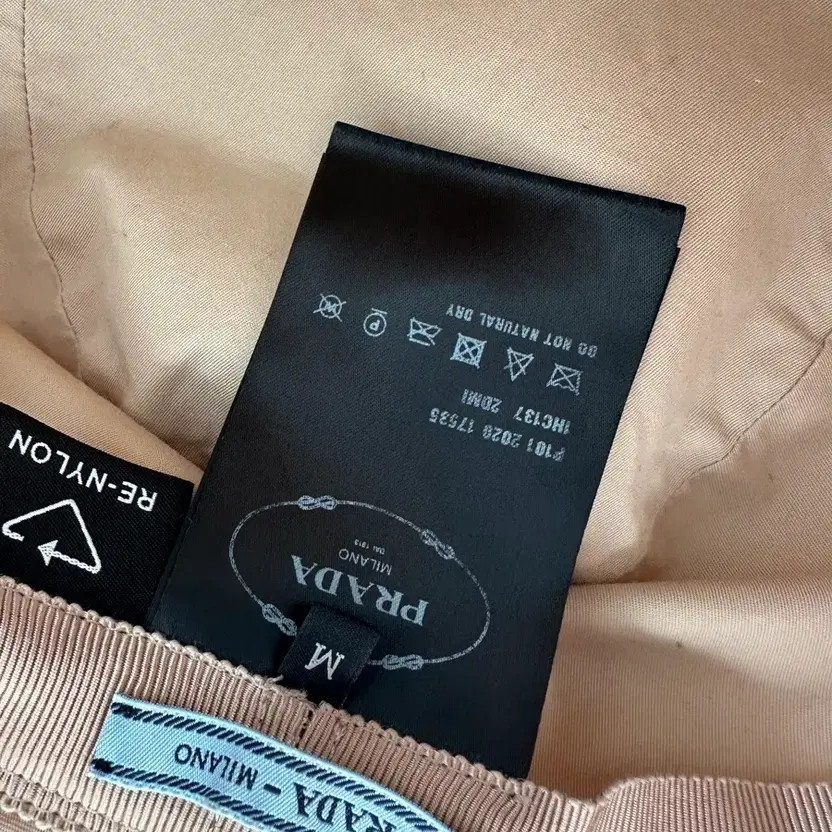 PRADA
MILANO
DAL 1913
P101 2020 17535
1HC137 2DMI
DO NOT NATURAL DRY
P
W
M
RE-NYLON
PRADA - MILANO